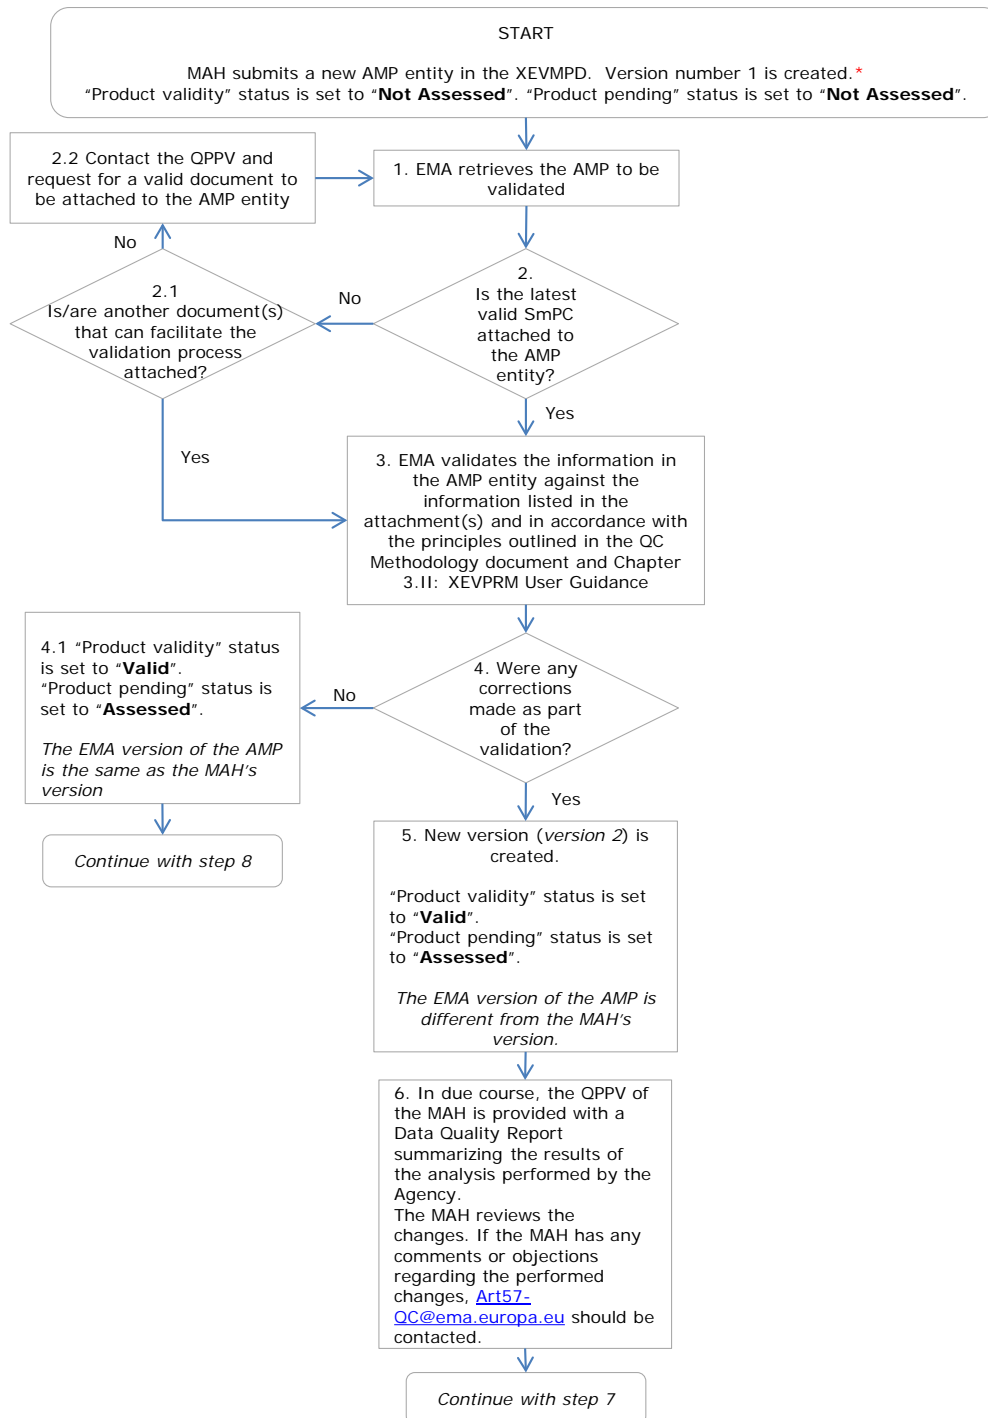 START
MAH submits a new AMP entity in the XEVMPD.  Version number 1 is created.*
“Product validity” status is set to “Not Assessed”. “Product pending” status is set to “Not Assessed”.
2.2 Contact the QPPV and
request for a valid document to
be attached to the AMP entity
1. EMA retrieves the AMP to be
validated
No
2.1
Is/are another document(s)
that can facilitate the
validation process
attached?
No
2.
Is the latest
valid SmPC
attached to
the AMP
entity?
Yes
Yes
3. EMA validates the information in
the AMP entity against the
information listed in the
attachment(s) and in accordance with
the principles outlined in the QC
Methodology document and Chapter
3.II:  XEVPRM User Guidance
4.1 “Product validity” status
is set to “Valid”.
“Product pending” status is
set to “Assessed”.
The EMA version of the AMP
is the same as the MAH’s
version
No
4. Were any
corrections
made as part
of the
validation?
Yes
Continue with step 8
5. New version (version 2) is
created.
“Product validity” status is set
to “Valid”.
“Product pending” status is set
to “Assessed”.
The EMA version of the AMP is
different from the MAH’s
version.
6. In due course, the QPPV of
the MAH is provided with a
Data Quality Report
summarizing the results of
the analysis performed by the
Agency.
The MAH reviews the
changes. If the MAH has any
comments or objections
regarding the performed
changes, Art57-
QC@ema.europa.eu should be
contacted.
Continue with step 7